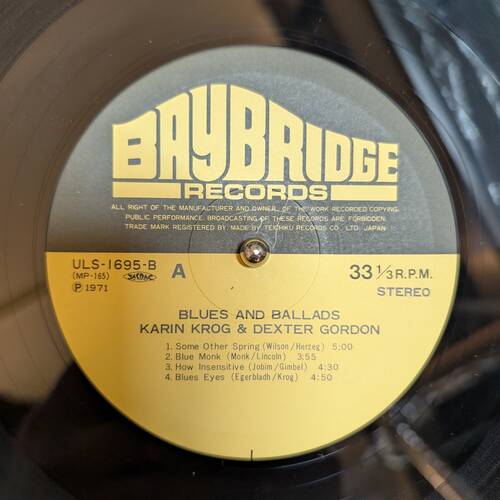 BAYBRIDGE
RECORDS
ALL RIGHT OF THE MANUFACTURER AND OWNER, OF THE WORK RECORDED COPYING.
PUBLIC PERFORMANCE. BROADCASTING OF THESE RECORDS ARE FORBIDDEN.
TRADE MARK REGISTERED BY, MADE BY TEICHIKU RECORDS CO. LTD. JAPAN
ULS-1695-B A 33 1/3 R.P.M.
(MP-165)
Ⓟ 1971 STEREO
BLUES AND BALLADS
KARIN KROG & DEXTER GORDON
1. Some Other Spring (Wilson/Herzeg) 5:00
2. Blue Monk (Monk/Lincoln) 3:55
3. How Insensitive (Jobim/Gimbel) 4:30
4. Blues Eyes (Egerbladh/Krog) 4:50